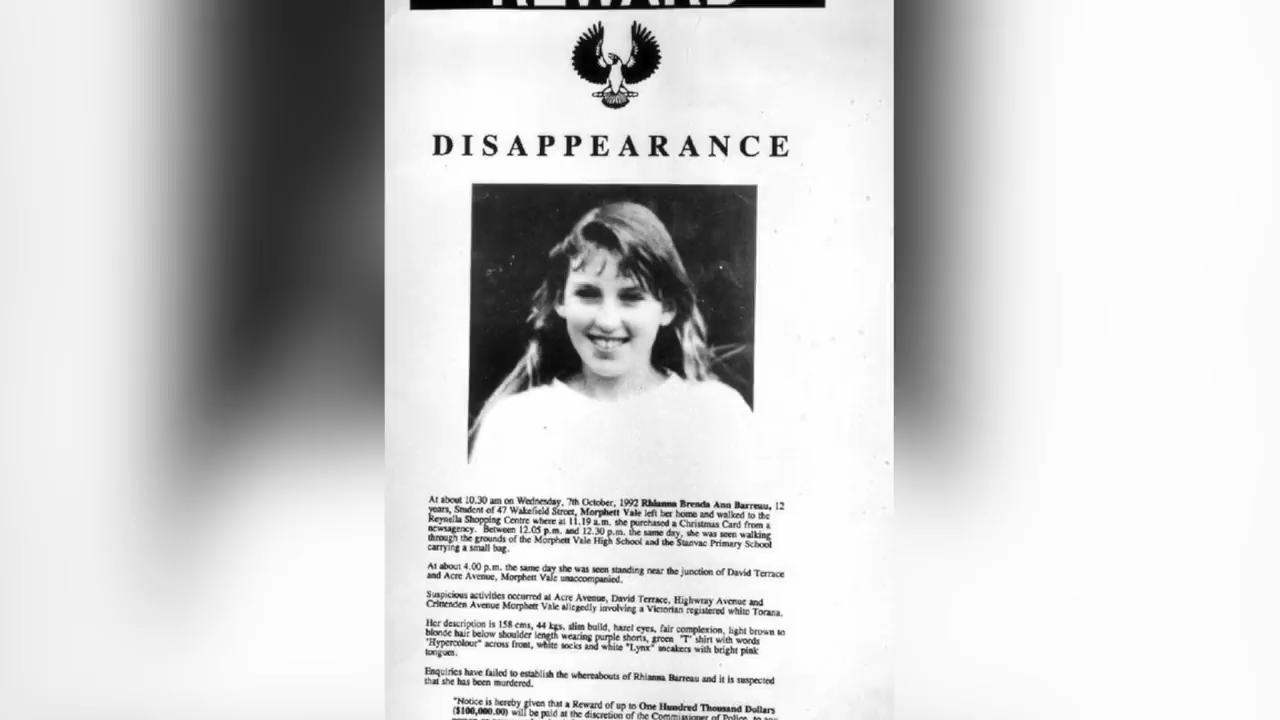 REWARD
DISAPPEARANCE
At about 10.30 am on Wednesday, 7th October, 1992 Rhianna Brenda Ann Barreau, 12
years, Student of 47 Wakefield Street, Morphett Vale left her home and walked to the
Reynella Shopping Centre where at 11.19 a.m. she purchased a Christmas Card from a
newsagency. Between 12.05 p.m. and 12.30 p.m. the same day, she was seen walking
through the grounds of the Morphett Vale High School and the Stanvac Primary School
carrying a small bag.
At about 4.00 p.m. the same day she was seen standing near the junction of David Terrace
and Acre Avenue, Morphett Vale unaccompanied.
Suspicious activities occurred at Acre Avenue, David Terrace, Highway Avenue and
Crittenden Avenue Morphett Vale allegedly involving a Victorian registered white Torana.
Her description is 158 cms, 44 kgs, slim build, hazel eyes, fair complexion, light brown to
blonde hair below shoulder length wearing purple shorts, green "T" shirt with words
"Hypercolour" across front, white socks and white "Lynx" sneakers with bright pink
tongues.
Enquiries have failed to establish the whereabouts of Rhianna Barreau and it is suspected
that she has been murdered.
"Notice is hereby given that a Reward of up to One Hundred Thousand Dollars
($100,000.00) will be paid at the discretion of the Commissioner of Police, to any